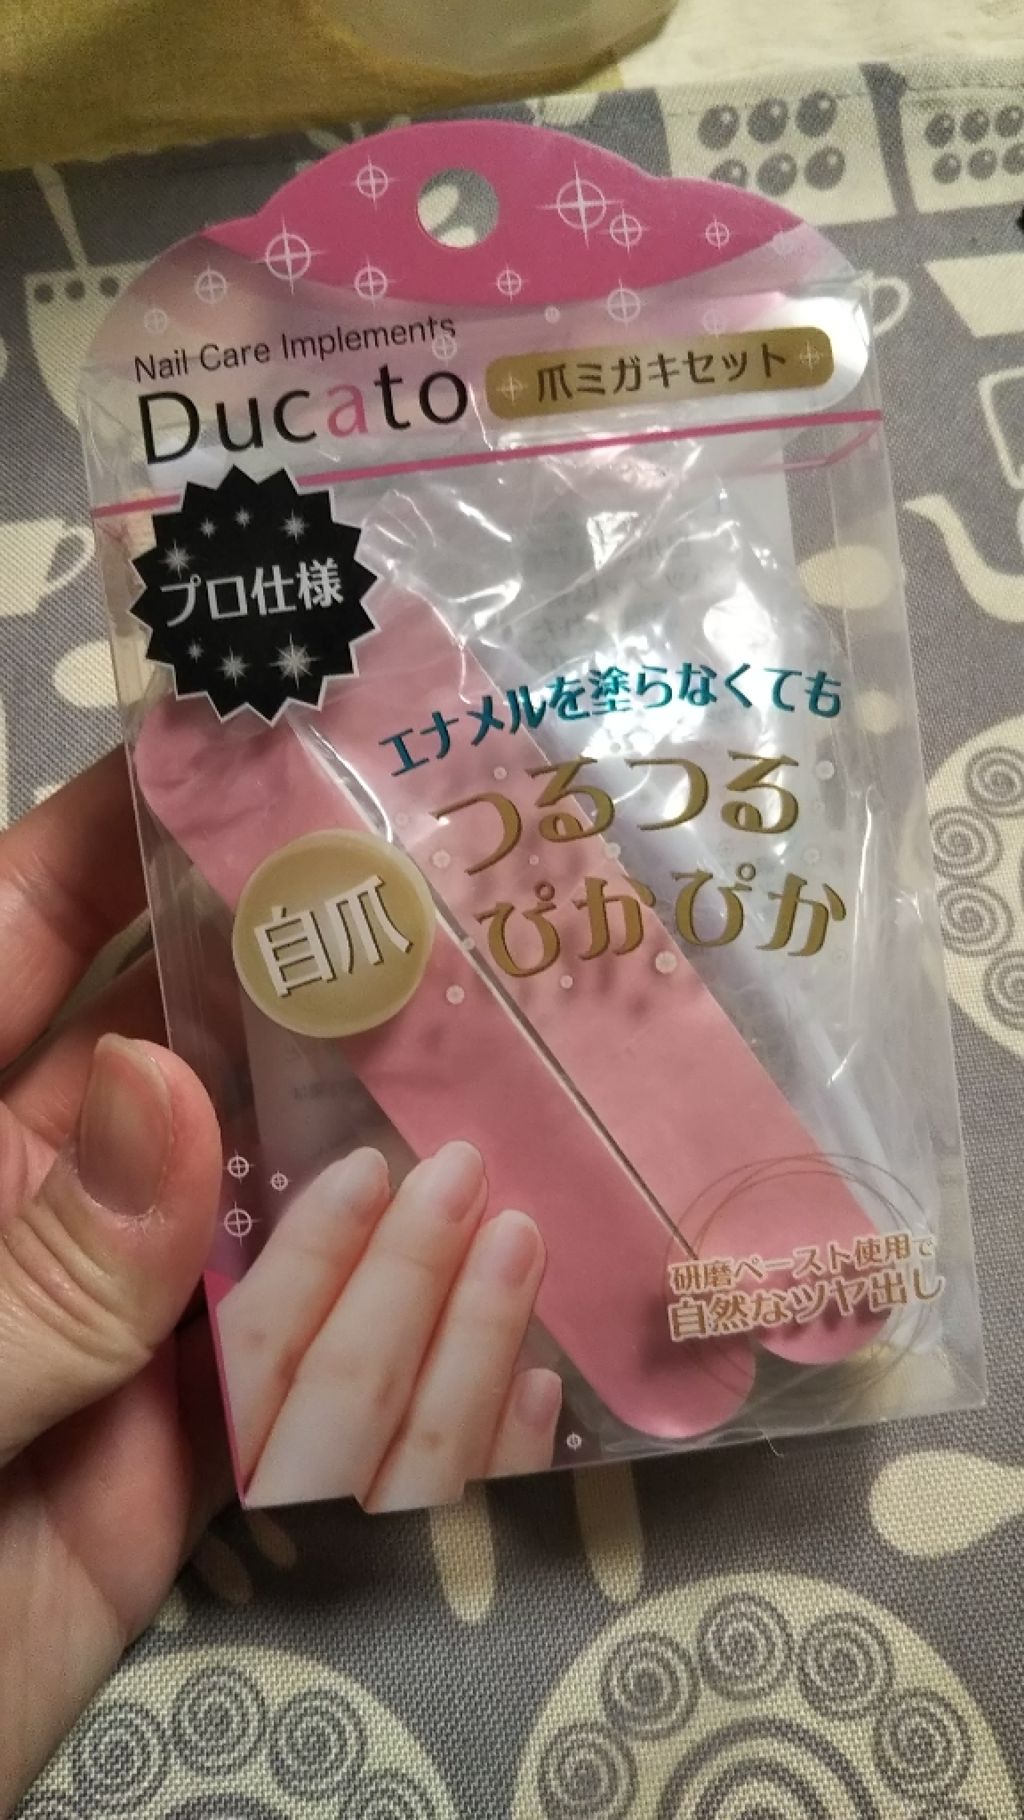 Nail Care Implements
Ducato
爪ミガキセット
プロ仕様
エナメルを塗らなくても
つるつる
ぴかぴか
自爪
研磨ペースト使用で
自然なツヤ出し